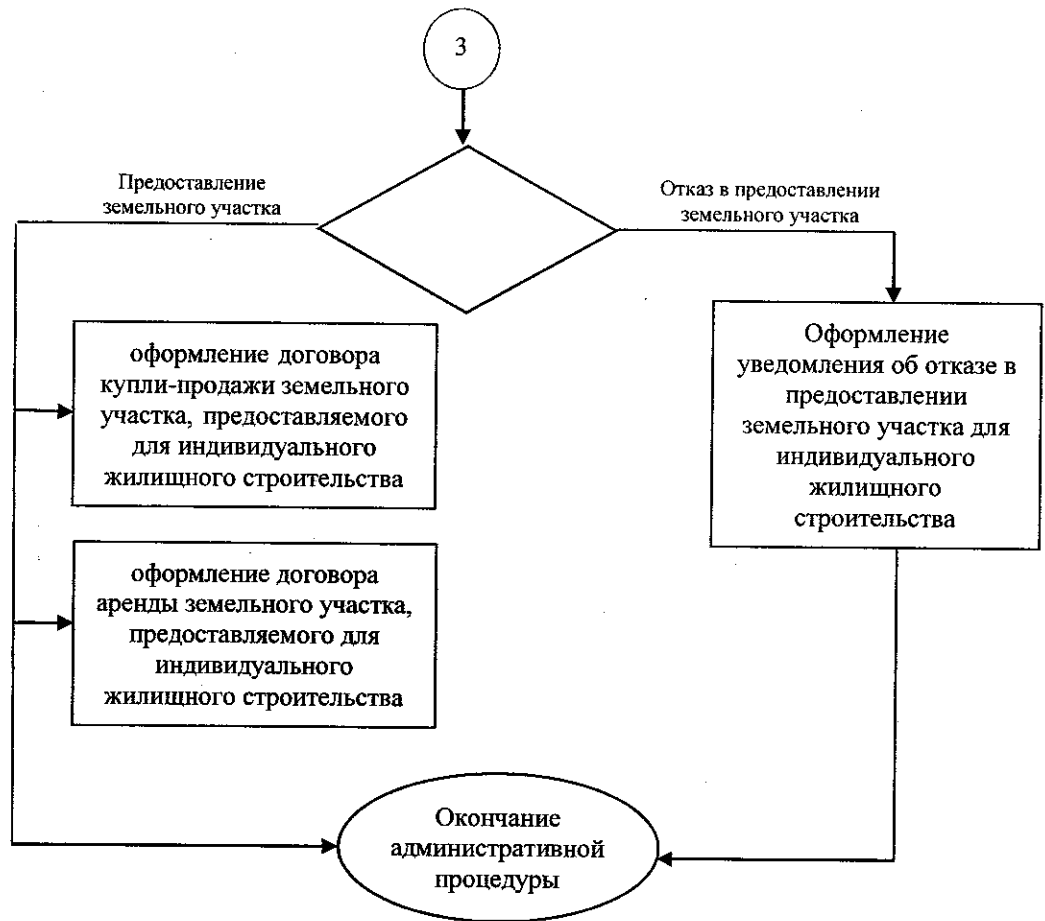 3
Предоставление
земельного участка
Отказ в предоставлении
земельного участка
оформление договора
купли-продажи земельного
участка, предоставляемого
для индивидуального
жилищного строительства
Оформление
уведомления об отказе в
предоставлении
земельного участка для
индивидуального
жилищного
строительства
оформление договора
аренды земельного участка,
предоставляемого для
индивидуального
жилищного строительства
Окончание
административной
процедуры